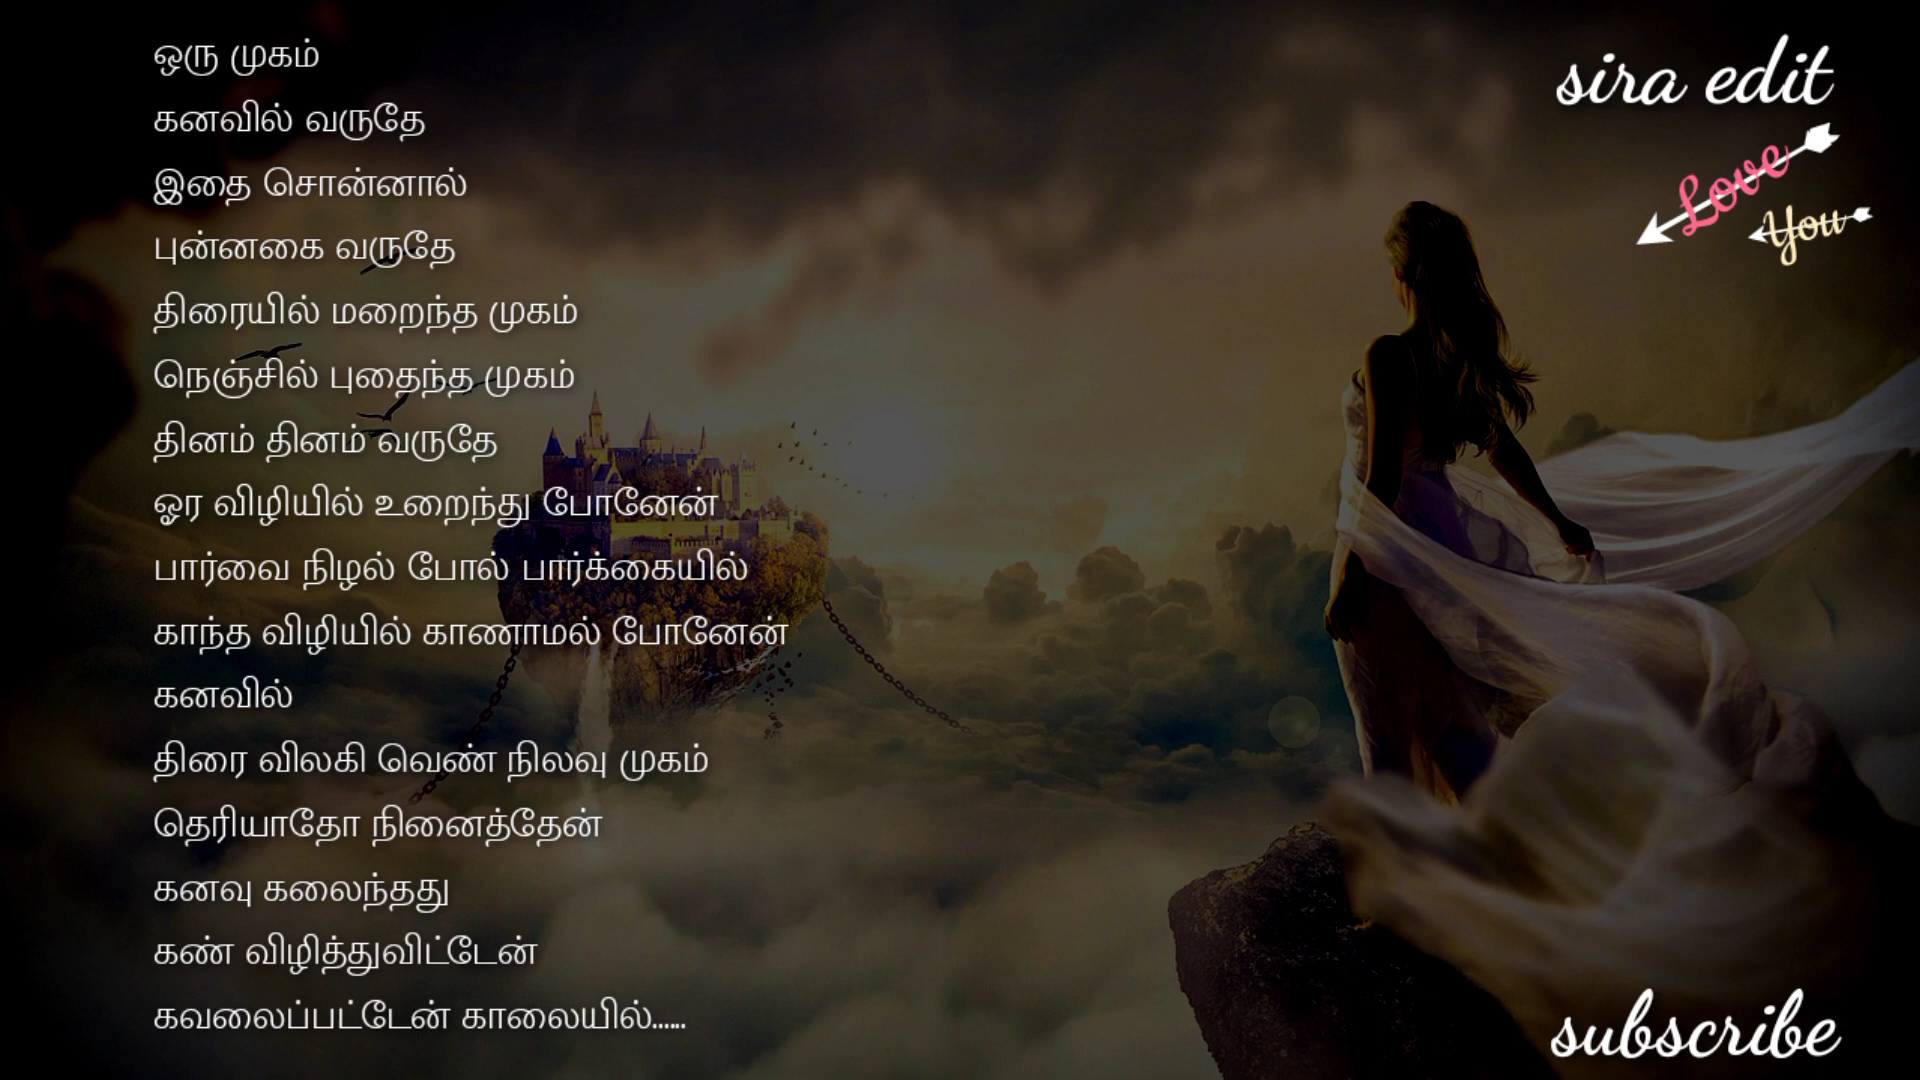 ஒரு முகம்
கனவில் வருதே
இதை சொன்னால்
புன்னகை வருதே
திரையில் மறைந்த முகம்
நெஞ்சில் புதைந்த முகம்
தினம் தினம் வருதே
ஓர விழியில் உறைந்து போனேன்
பார்வை நிழல் போல் பார்க்கையில்
காந்த விழியில் காணாமல் போனேன்
கனவில்
திரை விலகி வெண் நிலவு முகம்
தெரியாதோ நினைத்தேன்
கனவு கலைந்தது
கண் விழித்துவிட்டேன்
கவலைப்பட்டேன் காலையில்......
sira edit
Love
You
subscribe